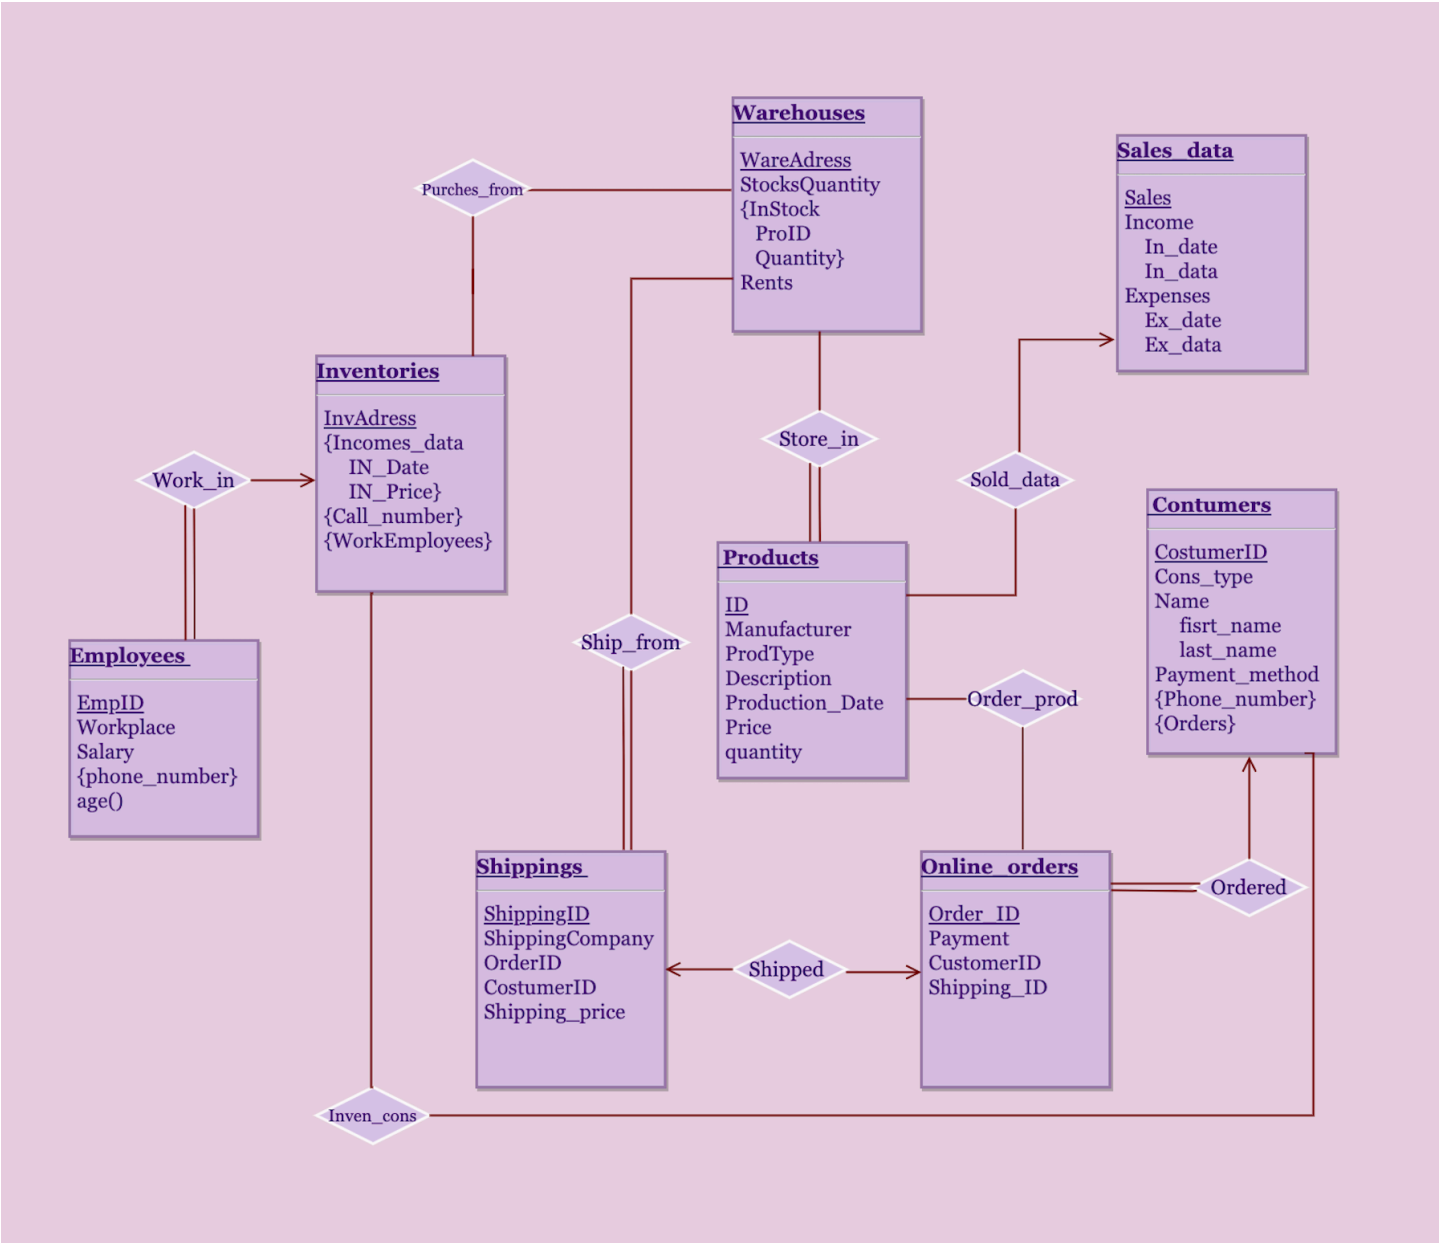 Warehouses
WareAdress
StocksQuantity
{InStock
ProID
Quantity}
Rents
Sales_data
Sales
Income
In_date
In_data
Expenses
Ex_date
Ex_data
Purches_from
Inventories
InvAdress
{Incomes_data
IN_Date
IN_Price}
{Call_number}
{WorkEmployees}
Store_in
Work_in
Sold_data
Contumers
CostumerID
Cons_type
Name
fisrt_name
last_name
Payment_method
{Phone_number}
{Orders}
Products
ID
Manufacturer
ProdType
Description
Production_Date
Price
quantity
Employees
EmpID
Workplace
Salary
{phone_number}
age()
Ship_from
Order_prod
Shippings
ShippingID
ShippingCompany
OrderID
CostumerID
Shipping_price
Online_orders
Order_ID
Payment
CustomerID
Shipping_ID
Ordered
Shipped
Inven_cons